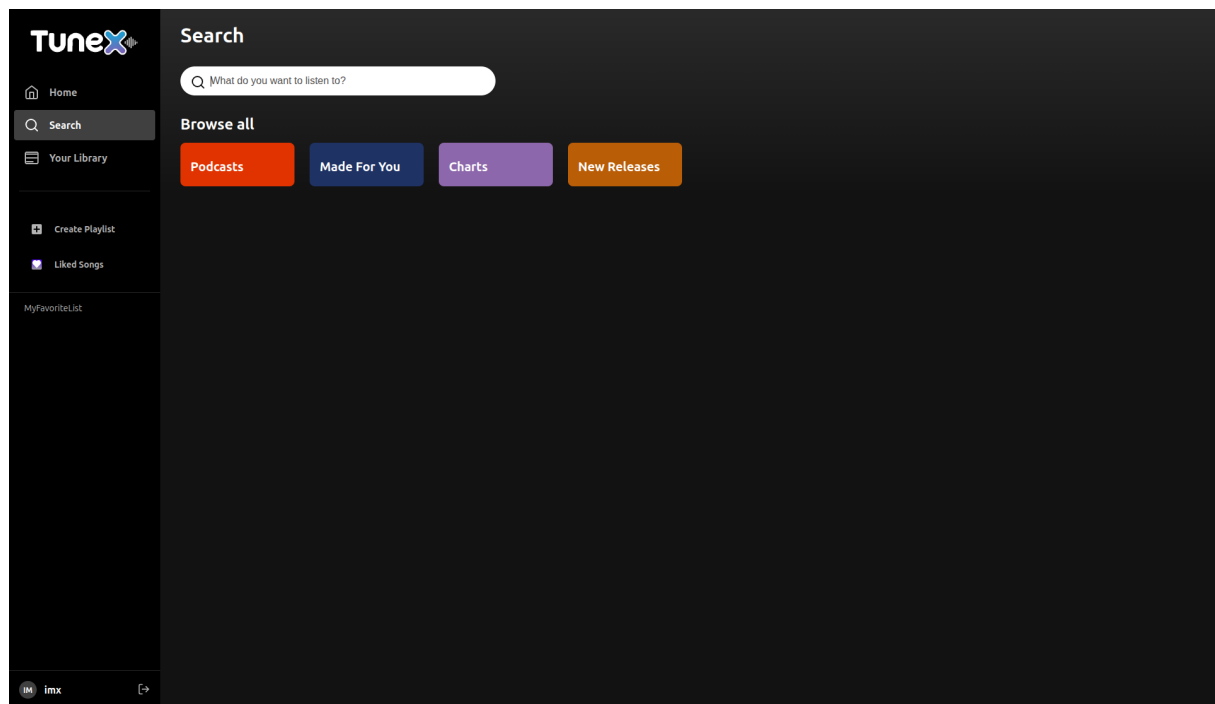 TuneX
Home
Search
Your Library
Create Playlist
Liked Songs
MyFavoriteList
IM imx
Search
What do you want to listen to?
Browse all
Podcasts
Made For You
Charts
New Releases